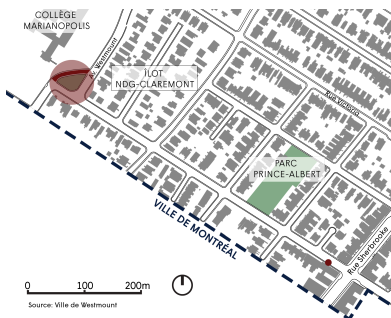 COLLÈGE
MARIANOPOLIS
Av. Westmount
ÎLOT
NDG-CLAREMONT
Rue Victoria
PARC
PRINCE-ALBERT
VILLE DE MONTRÉAL
Rue Sherbrooke
0 100 200m
Source: Ville de Westmount